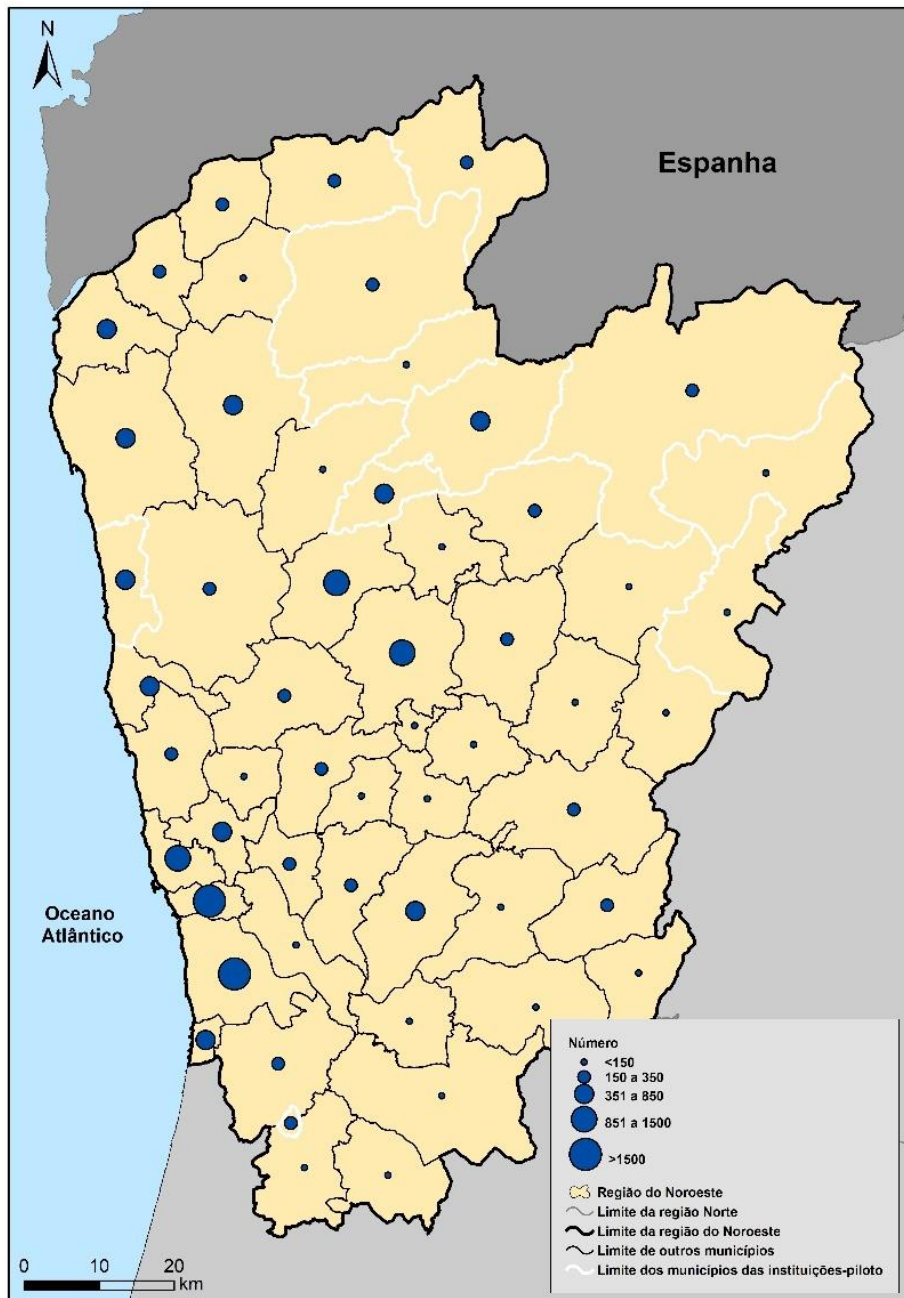 N
Espanha
Oceano
Atlântico
Número
<150
150 a 350
351 a 850
851 a 1500
>1500
Região do Noroeste
Limite da região Norte
Limite da região do Noroeste
Limite de outros municípios
Limite dos municípios das instituições-piloto
0 10 20
km